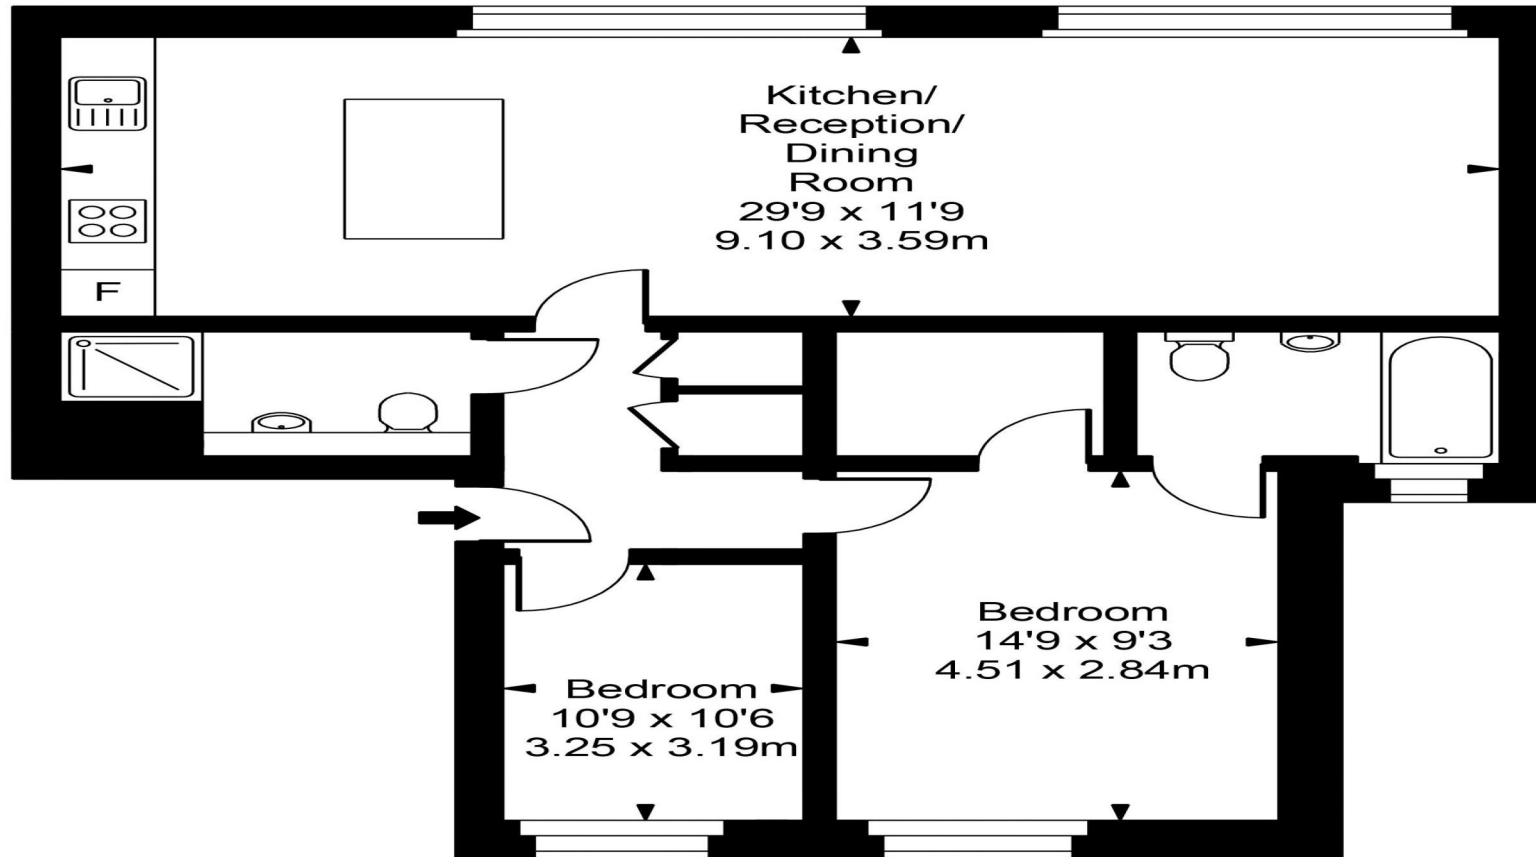 Kitchen/
Reception/
Dining
Room
29'9 x 11'9
9.10 x 3.59m
F
Bedroom
14'9 x 9'3
4.51 x 2.84m
Bedroom
10'9 x 10'6
3.25 x 3.19m